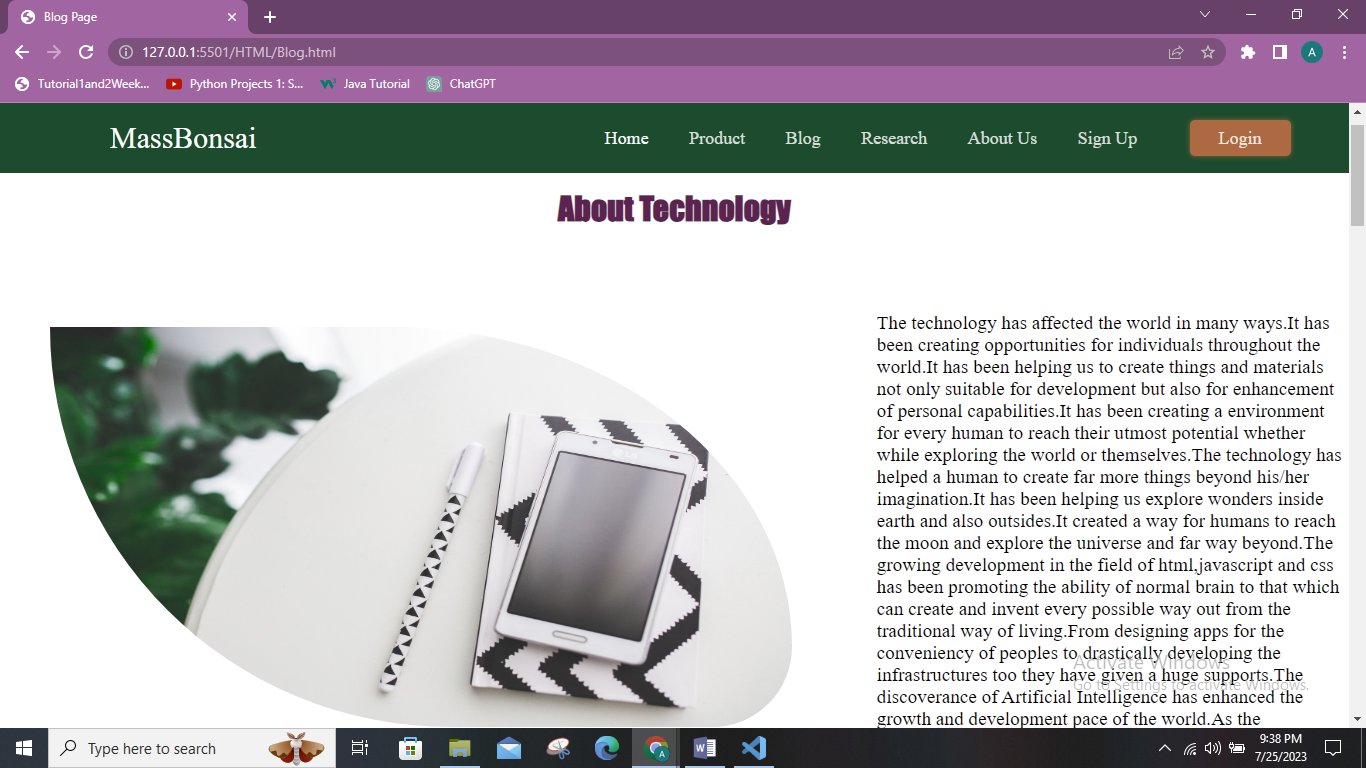 Blog Page
127.0.0.1:5501/HTML/Blog.html
A
Tutorial1and2Week...
Python Projects 1: S...
Java Tutorial
ChatGPT
MassBonsai
Home
Product
Blog
Research
About Us
Sign Up
Login
About Technology
The technology has affected the world in many ways.It has
been creating opportunities for individuals throughout the
world.It has been helping us to create things and materials
not only suitable for development but also for enhancement
of personal capabilities.It has been creating a environment
for every human to reach their utmost potential whether
while exploring the world or themselves.The technology has
helped a human to create far more things beyond his/her
imagination.It has been helping us explore wonders inside
earth and also outsides.It created a way for humans to reach
the moon and explore the universe and far way beyond.The
growing development in the field of html,javascript and css
has been promoting the ability of normal brain to that which
can create and invent every possible way out from the
traditional way of living.From designing apps for the
conveniency of peoples to drastically developing the
infrastructures too they have given a huge supports.The
discoverance of Artificial Intelligence has enhanced the
growth and development pace of the world.As the
LG
Activate Windows
Go to Settings to activate Windows.
Type here to search
A
9:38 PM
7/25/2023